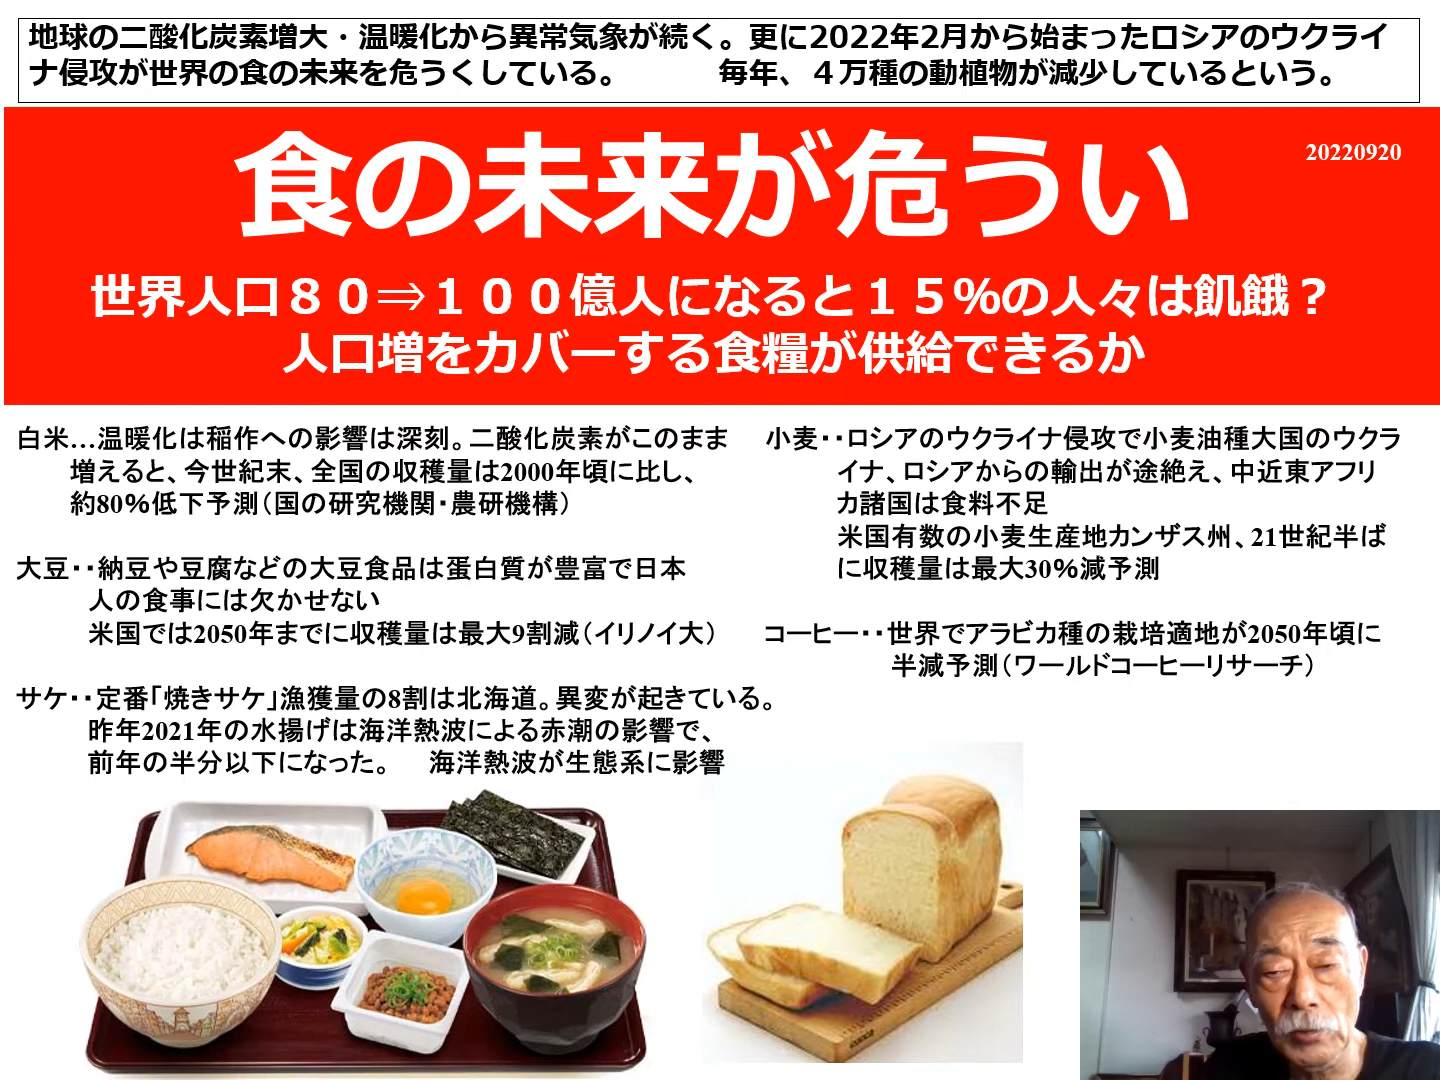 地球の二酸化炭素増大・温暖化から異常気象が続く。更に2022年2月から始まったロシアのウクライ
ナ侵攻が世界の食の未来を危うくしている。　　　毎年、４万種の動植物が減少しているという。
食の未来が危うい
20220920
世界人口８０⇒１００億人になると１５％の人々は飢餓？
人口増をカバーする食糧が供給できるか
白米…温暖化は稲作への影響は深刻。二酸化炭素がこのまま
増えると、今世紀末、全国の収穫量は2000年頃に比し、
約80％低下予測（国の研究機関・農研機構）
大豆・・納豆や豆腐などの大豆食品は蛋白質が豊富で日本
人の食事には欠かせない
米国では2050年までに収穫量は最大9割減（イリノイ大）
サケ・・定番「焼きサケ」漁獲量の8割は北海道。異変が起きている。
昨年2021年の水揚げは海洋熱波による赤潮の影響で、
前年の半分以下になった。　海洋熱波が生態系に影響
小麦・・ロシアのウクライナ侵攻で小麦油種大国のウクラ
イナ、ロシアからの輸出が途絶え、中近東アフリ
カ諸国は食料不足
米国有数の小麦生産地カンザス州、21世紀半ば
に収穫量は最大30％減予測
コーヒー・・世界でアラビカ種の栽培適地が2050年頃に
半減予測（ワールドコーヒーリサーチ）